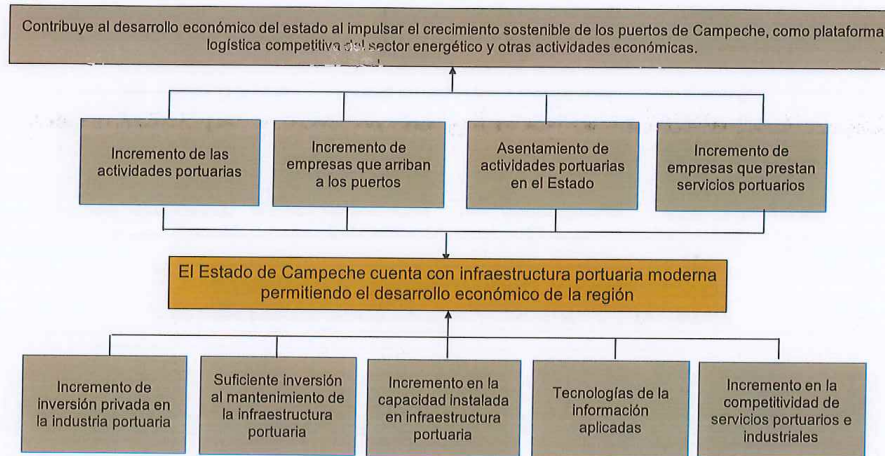 Contribuye al desarrollo económico del estado al impulsar el crecimiento sostenible de los puertos de Campeche, como plataforma
logística competitiva del sector energético y otras actividades económicas.
Incremento de las
actividades portuarias
Incremento de
empresas que arriban
a los puertos
Asentamiento de
actividades portuarias
en el Estado
Incremento de
empresas que prestan
servicios portuarios
El Estado de Campeche cuenta con infraestructura portuaria moderna
permitiendo el desarrollo económico de la región
Incremento de
inversión privada en
la industria portuaria
Suficiente inversión
al mantenimiento de
la infraestructura
portuaria
Incremento en la
capacidad instalada
en infraestructura
portuaria
Tecnologías de la
información
aplicadas
Incremento en la
competitividad de
servicios portuarios e
industriales